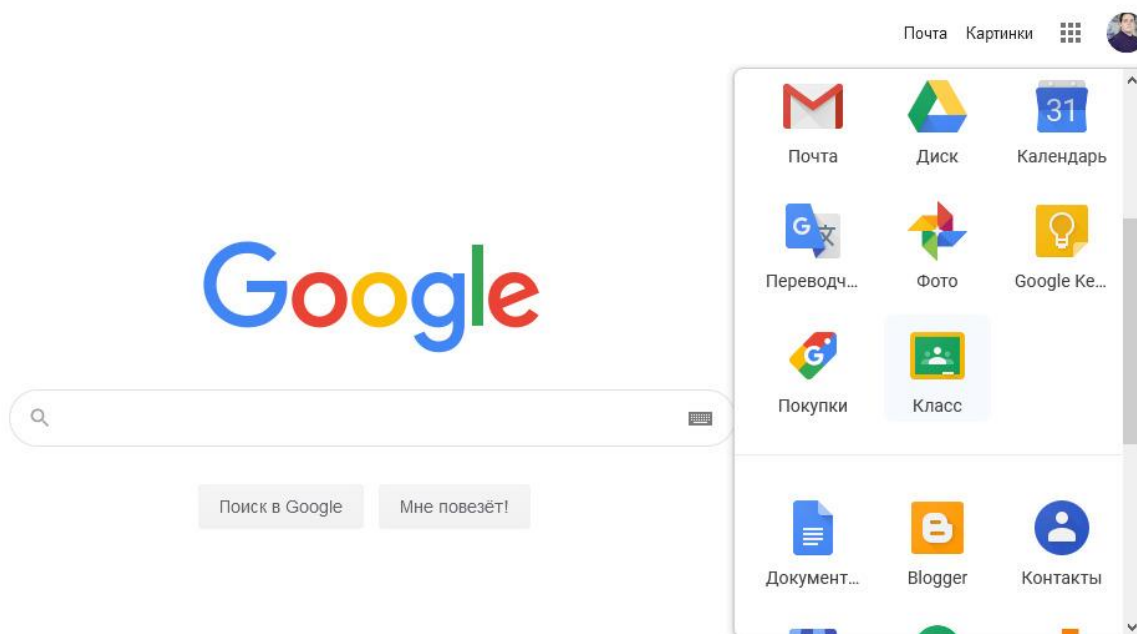 Почта Картинки
31
Почта Диск Календарь
G 文
Переводч... Фото Google Ke...
Google
G
Покупки Класс
Поиск в Google Мне повезёт!
Документ... Blogger Контакты